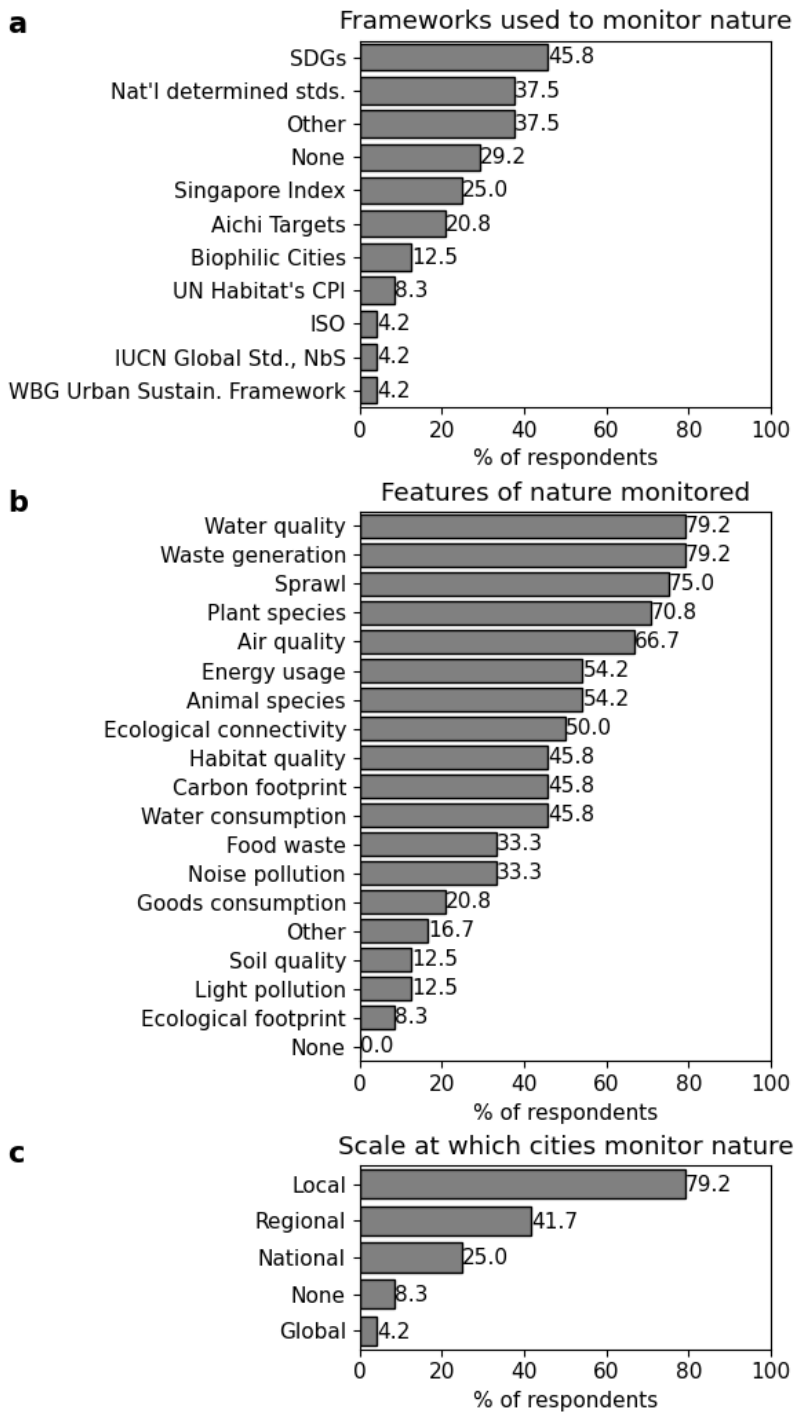 a
Frameworks used to monitor nature
SDGs 45.8
Nat'l determined stds. 37.5
Other 37.5
None 29.2
Singapore Index 25.0
Aichi Targets 20.8
Biophilic Cities 12.5
UN Habitat's CPI 8.3
ISO 4.2
IUCN Global Std., NbS 4.2
WBG Urban Sustain. Framework 4.2
0 20 40 60 80 100
% of respondents
b
Features of nature monitored
Water quality 79.2
Waste generation 79.2
Sprawl 75.0
Plant species 70.8
Air quality 66.7
Energy usage 54.2
Animal species 54.2
Ecological connectivity 50.0
Habitat quality 45.8
Carbon footprint 45.8
Water consumption 45.8
Food waste 33.3
Noise pollution 33.3
Goods consumption 20.8
Other 16.7
Soil quality 12.5
Light pollution 12.5
Ecological footprint 8.3
None 0.0
0 20 40 60 80 100
% of respondents
c
Scale at which cities monitor nature
Local 79.2
Regional 41.7
National 25.0
None 8.3
Global 4.2
0 20 40 60 80 100
% of respondents